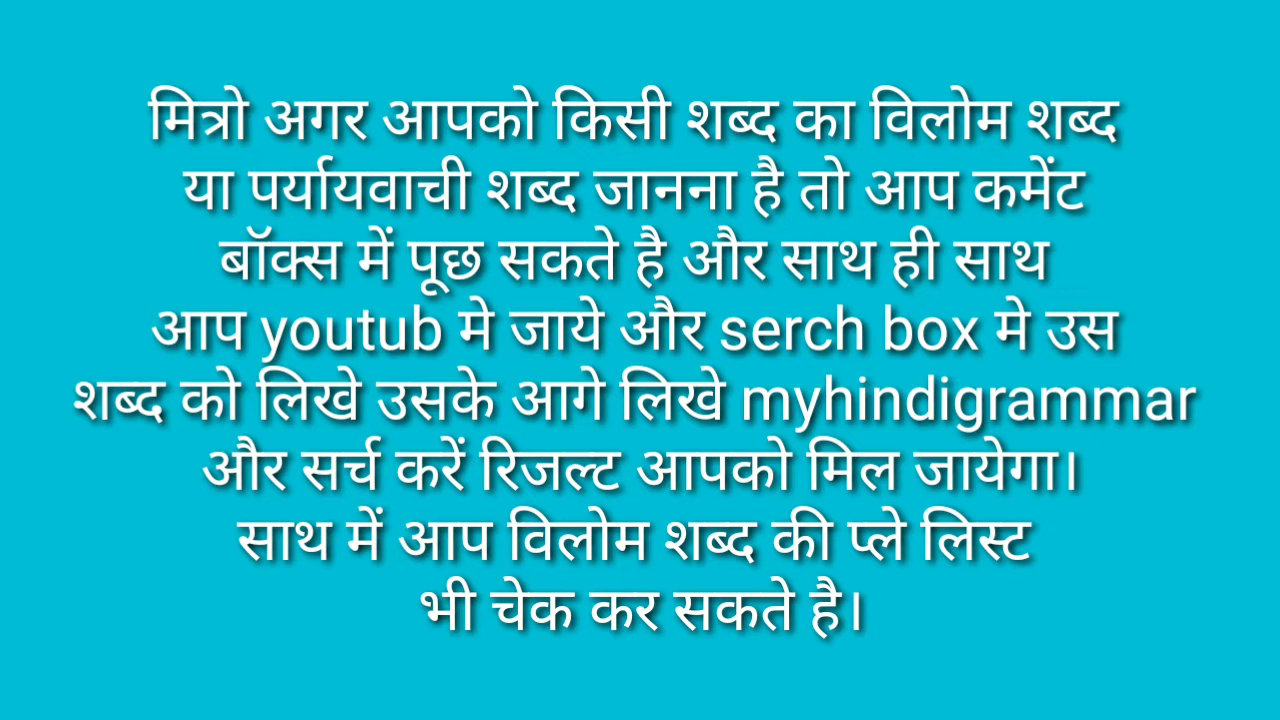 मित्रो अगर आपको किसी शब्द का विलोम शब्द
या पर्यायवाची शब्द जानना है तो आप कमेंट
बॉक्स में पूछ सकते है और साथ ही साथ
आप youtub मे जाये और serch box मे उस
शब्द को लिखे उसके आगे लिखे myhindigrammar
और सर्च करें रिजल्ट आपको मिल जायेगा।
साथ में आप विलोम शब्द की प्ले लिस्ट
भी चेक कर सकते है।